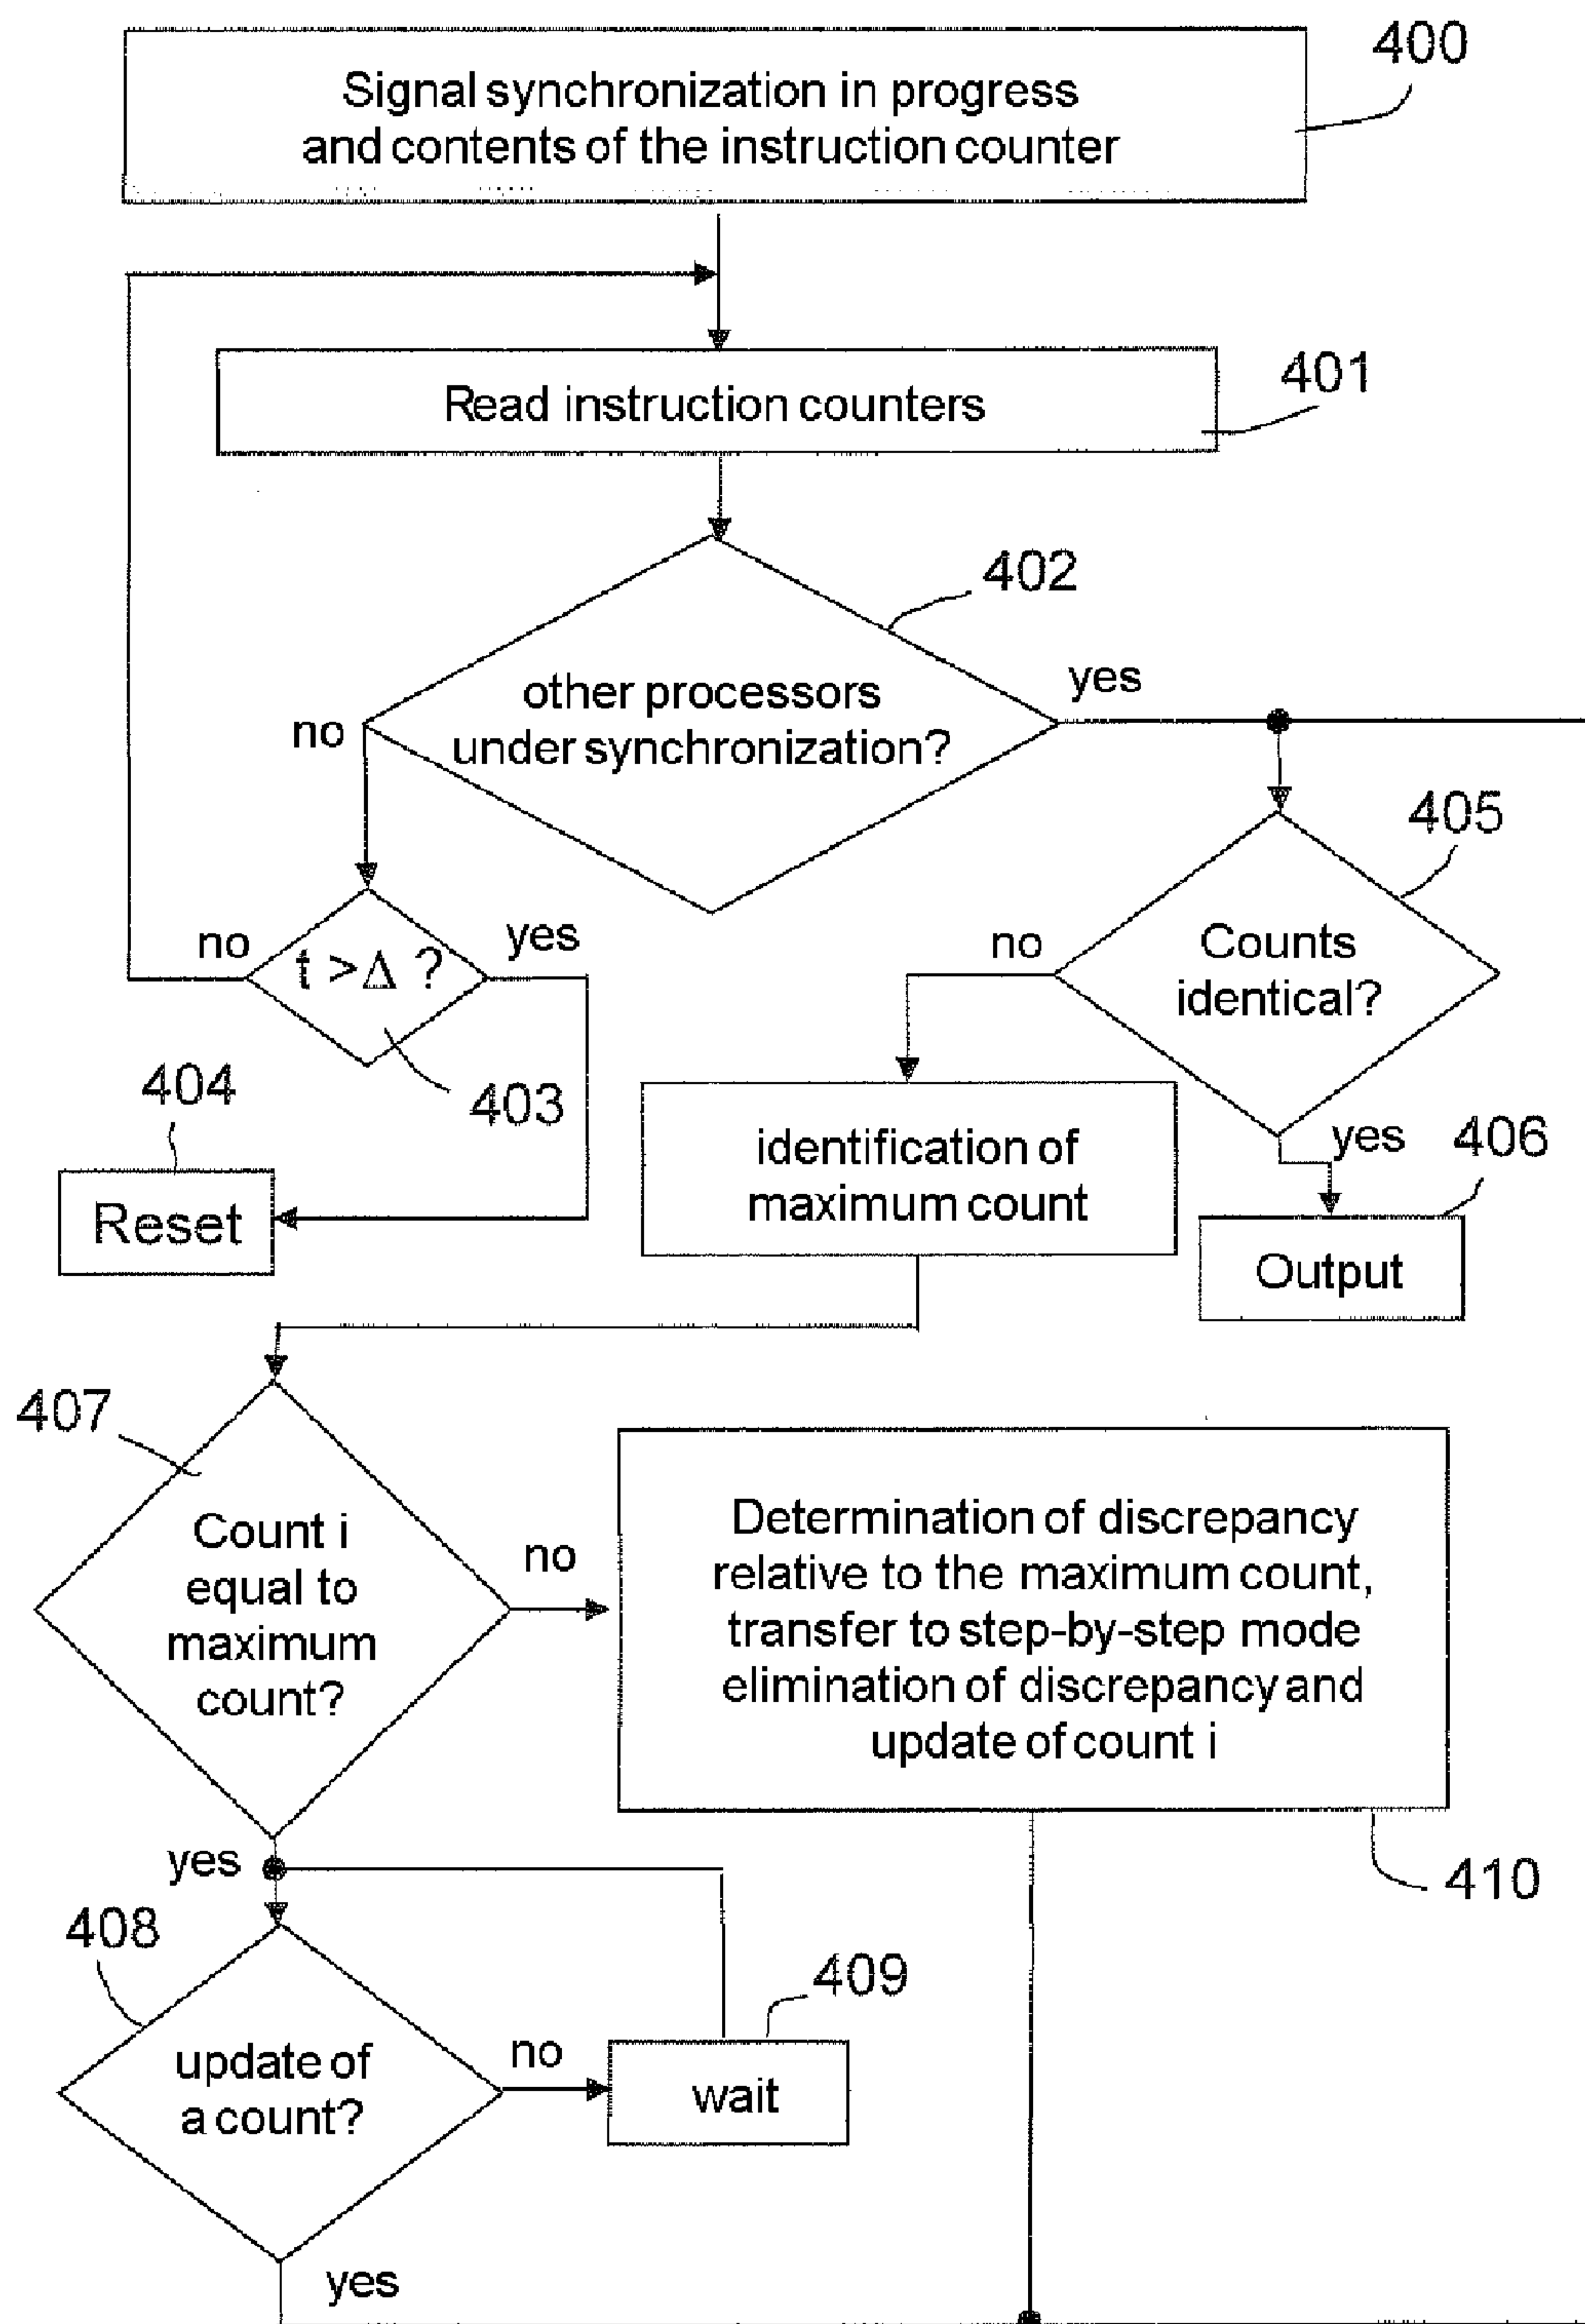 400
Signal synchronization in progress
and contents of the instruction counter
401
Read instruction counters
402
other processors
under synchronization?
no
yes
405
no
t >Δ ?
yes
no
Counts
identical?
404
403
Reset
identification of
maximum count
yes
406
Output
407
Count i
equal to
maximum
count?
no
Determination of discrepancy
relative to the maximum count,
transfer to step-by-step mode
elimination of discrepancy and
update of count i
yes
410
408
409
update of
a count?
no
wait
yes